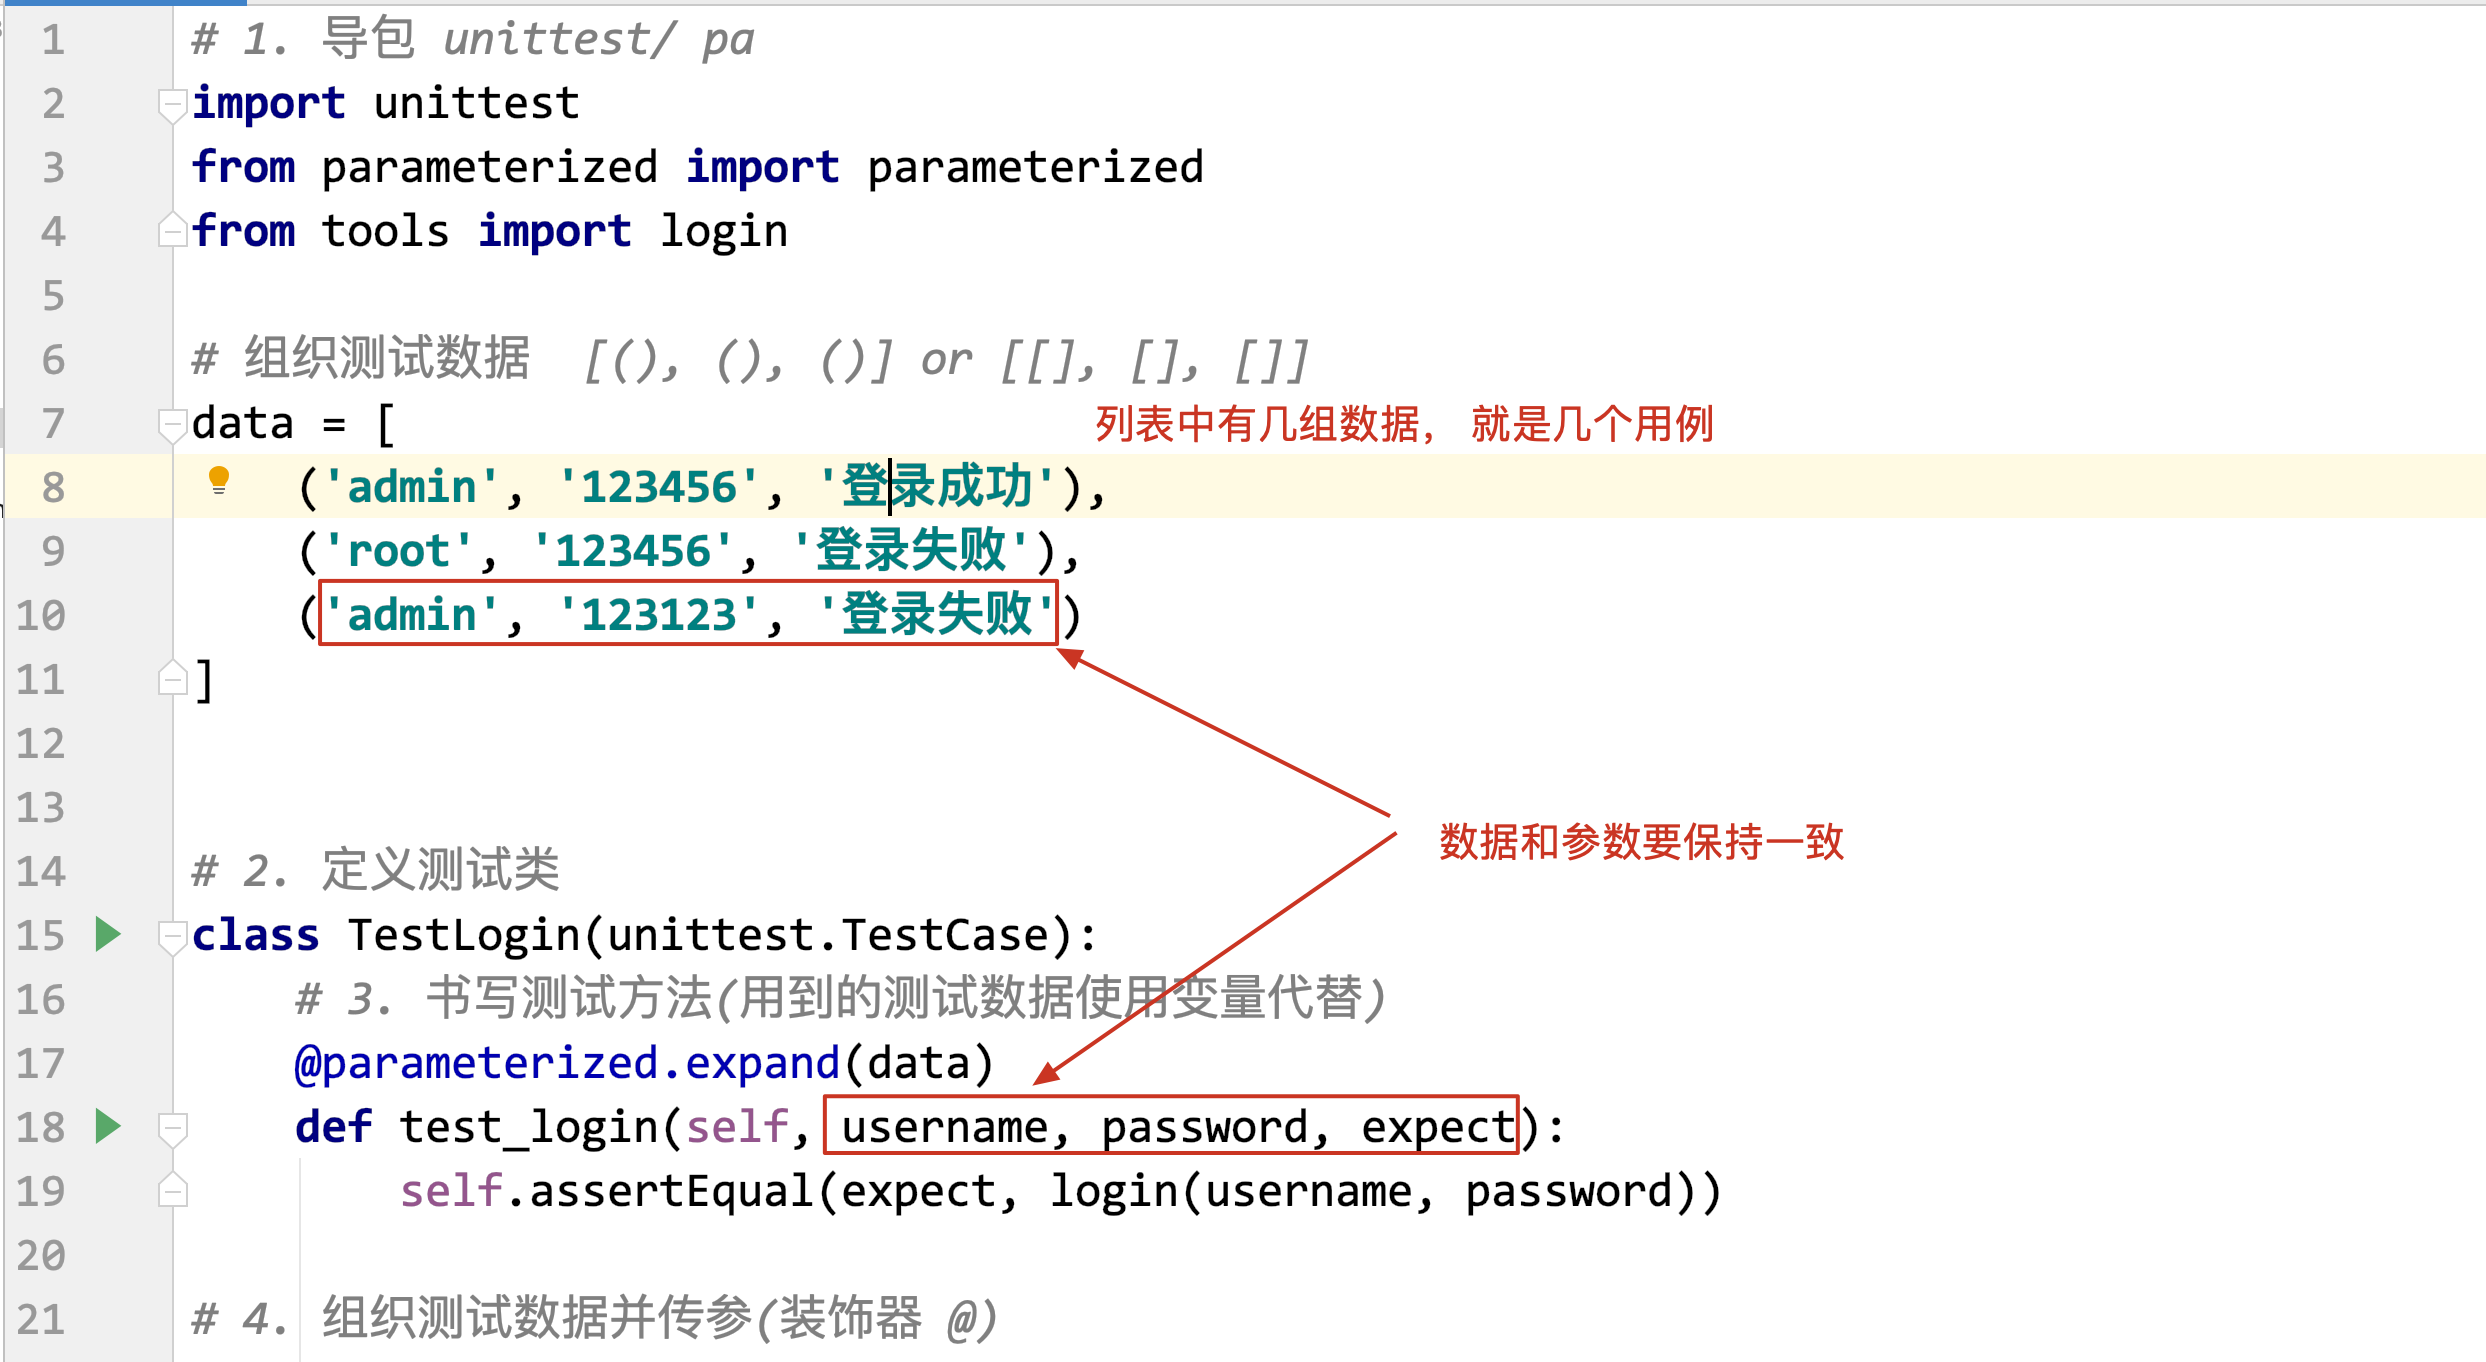 1 # 1. 导包 unittest/ pa
2 import unittest
3 from parameterized import parameterized
4 from tools import login
5
6 # 组织测试数据  [(), (), ()] or [[], [], []]
7 data = [
列表中有几组数据， 就是几个用例
8     ('admin', '123456', '登录成功'),
9     ('root', '123456', '登录失败'),
10     ('admin', '123123', '登录失败')
11 ]
12
13
数据和参数要保持一致
14 # 2. 定义测试类
15 class TestLogin(unittest.TestCase):
16     # 3. 书写测试方法(用到的测试数据使用变量代替)
17     @parameterized.expand(data)
18     def test_login(self, username, password, expect):
19         self.assertEqual(expect, login(username, password))
20
21 # 4. 组织测试数据并传参(装饰器 @)